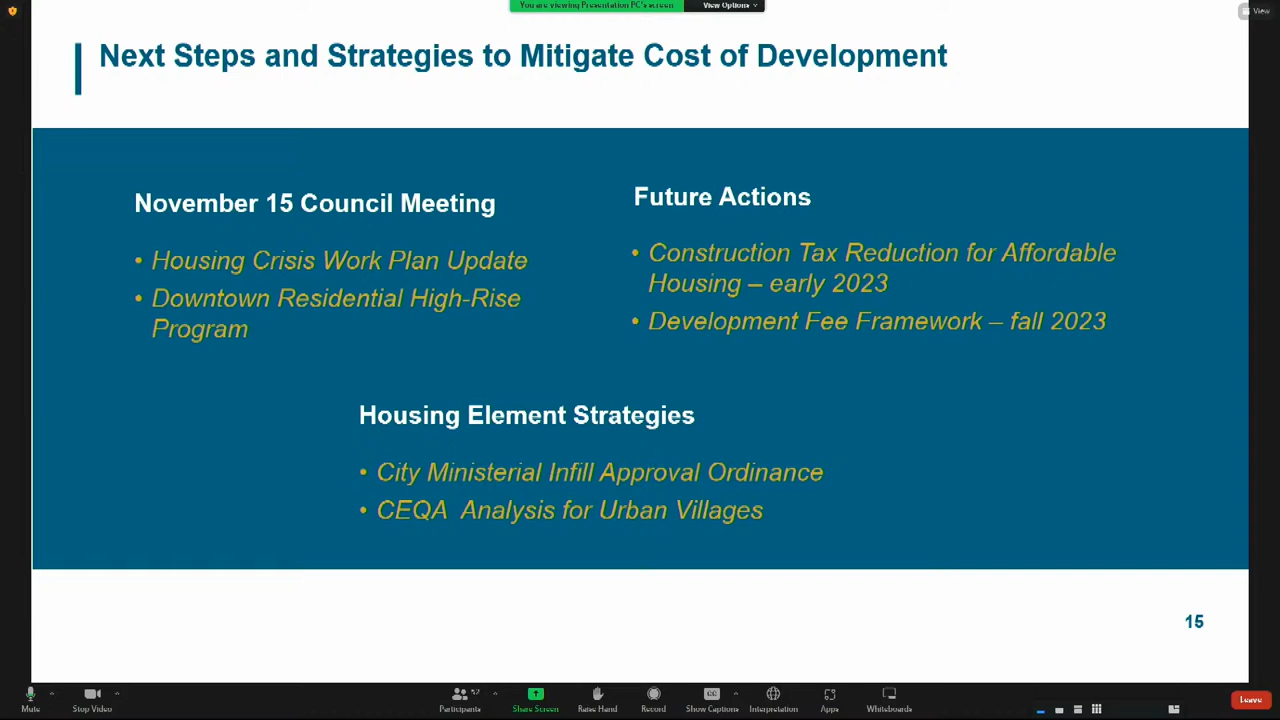 You are viewing Presentation PC's screen
View Options
View
Next Steps and Strategies to Mitigate Cost of Development
November 15 Council Meeting
• Housing Crisis Work Plan Update
• Downtown Residential High-Rise
Program
Future Actions
• Construction Tax Reduction for Affordable
Housing – early 2023
• Development Fee Framework – fall 2023
Housing Element Strategies
• City Ministerial Infill Approval Ordinance
• CEQA  Analysis for Urban Villages
15
Mute
Stop Video
Participants
Share Screen
Raise Hand
Record
CC
Show Captions
Interpretation
Apps
Whiteboards
Leave